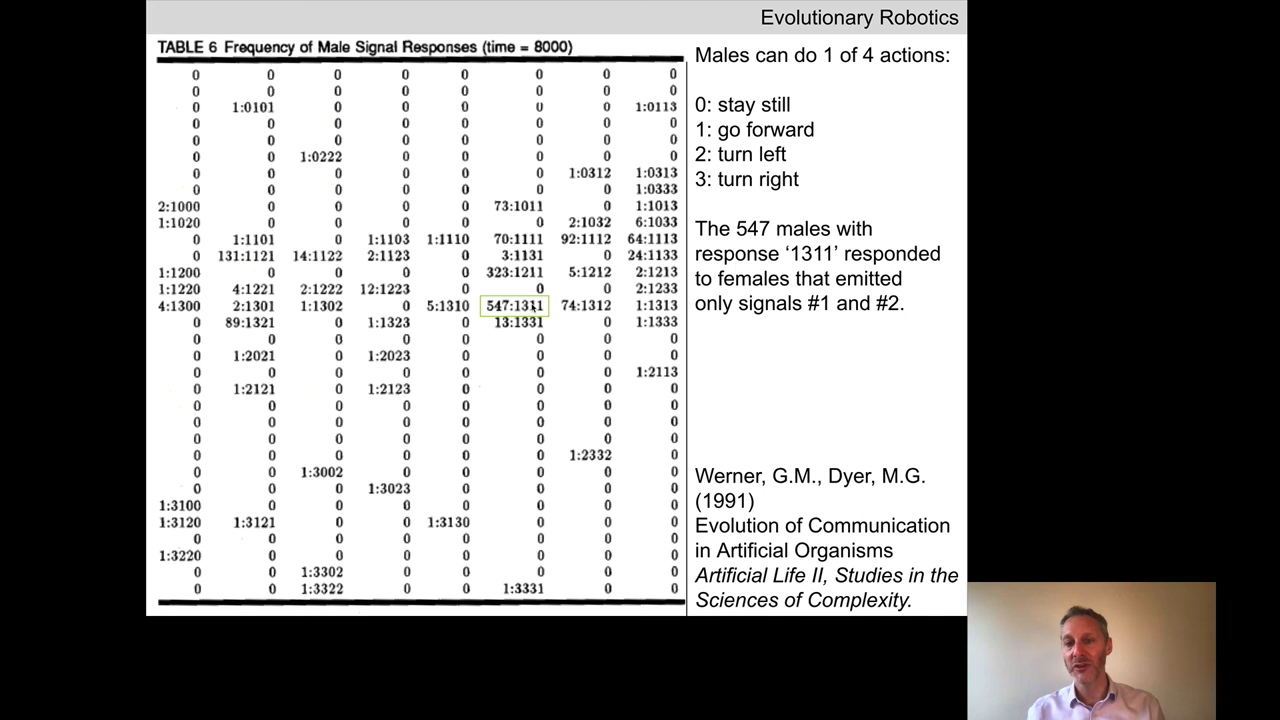 Evolutionary Robotics
TABLE 6 Frequency of Male Signal Responses (time = 8000)
0 0 0 0 0 0 0 0
0 0 0 0 0 0 0 0
0 1:0101 0 0 0 0 0 1:0113
0 0 0 0 0 0 0 0
0 0 0 0 0 0 0 0
0 0 1:0222 0 0 0 0 0
0 0 0 0 0 0 1:0312 1:0313
0 0 0 0 0 0 0 1:0333
2:1000 0 0 0 0 73:1011 0 1:1013
1:1020 0 0 0 0 0 2:1032 6:1033
0 1:1101 0 1:1103 1:1110 70:1111 92:1112 64:1113
0 131:1121 14:1122 2:1123 0 3:1131 0 24:1133
1:1200 0 0 0 0 323:1211 5:1212 2:1213
1:1220 4:1221 2:1222 12:1223 0 0 0 2:1233
4:1300 2:1301 1:1302 0 5:1310 547:1311 74:1312 1:1313
0 89:1321 0 1:1323 0 13:1331 0 1:1333
0 0 0 0 0 0 0 0
0 1:2021 0 1:2023 0 0 0 0
0 0 0 0 0 0 0 1:2113
0 1:2121 0 1:2123 0 0 0 0
0 0 0 0 0 0 0 0
0 0 0 0 0 0 0 0
0 0 0 0 0 0 0 0
0 0 0 0 0 0 1:2332 0
0 0 1:3002 0 0 0 0 0
0 0 0 1:3023 0 0 0 0
1:3100 0 0 0 0 0 0 0
1:3120 1:3121 0 0 1:3130 0 0 0
0 0 0 0 0 0 0 0
1:3220 0 0 0 0 0 0 0
0 0 1:3302 0 0 0 0 0
0 0 1:3322 0 0 1:3331 0 0
Males can do 1 of 4 actions:
0: stay still
1: go forward
2: turn left
3: turn right
The 547 males with
response ‘1311’ responded
to females that emitted
only signals #1 and #2.
Werner, G.M., Dyer, M.G.
(1991)
Evolution of Communication
in Artificial Organisms
Artificial Life II, Studies in the
Sciences of Complexity.